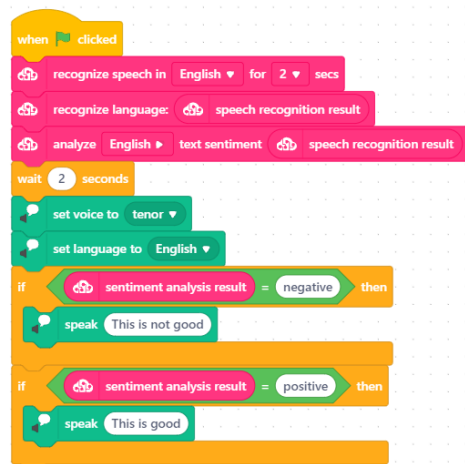 when clicked
recognize speech in English for 2 secs
recognize language: speech recognition result
analyze English text sentiment speech recognition result
wait 2 seconds
set voice to tenor
set language to English
if sentiment analysis result = negative then
speak This is not good
if sentiment analysis result = positive then
speak This is good